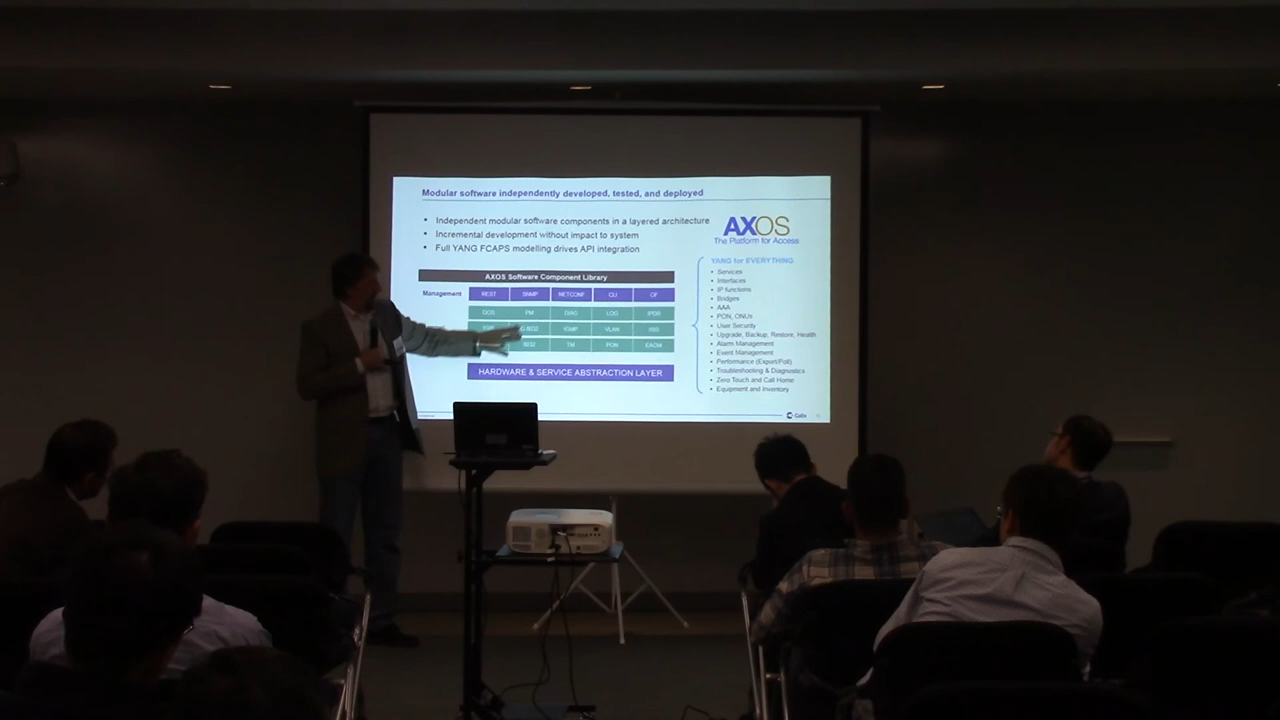 Modular software independently developed, tested, and deployed
• Independent modular software components in a layered architecture
• Incremental development without impact to system
• Full YANG FCAPS modelling drives API integration
AXOS
The Platform for Access
AXOS Software Component Library
Management REST SNMP NETCONF CLI OF
PM DIAG LOG IPDR
IGMP VLAN
TM PON EAOM
HARDWARE & SERVICE ABSTRACTION LAYER
YANG for EVERYTHING
• Services
• Interfaces
• IP functions
• Bridges
• AAA
• PON, ONUs
• User Security
• Upgrade, Backup, Restore, Health
• Alarm Management
• Event Management
• Performance (Export/Poll)
• Troubleshooting & Diagnostics
• Zero Touch and Call Home
• Equipment and Inventory
Calix